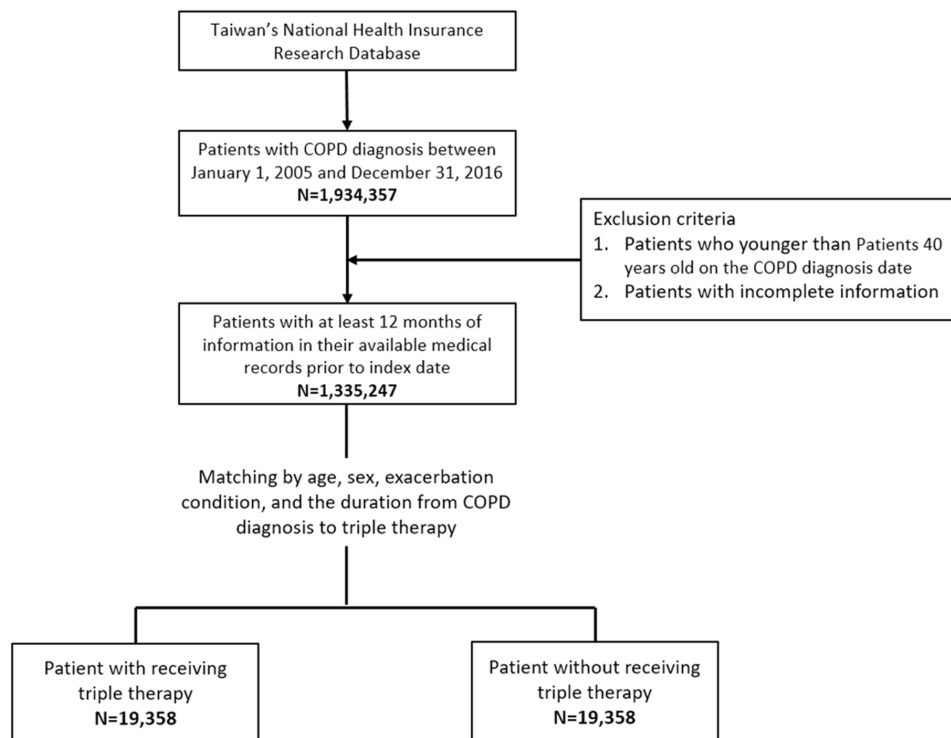 Taiwan’s National Health Insurance
Research Database
Patients with COPD diagnosis between
January 1, 2005 and December 31, 2016
N=1,934,357
Exclusion criteria
1. Patients who younger than Patients 40
years old on the COPD diagnosis date
2. Patients with incomplete information
Patients with at least 12 months of
information in their available medical
records prior to index date
N=1,335,247
Matching by age, sex, exacerbation
condition, and the duration from COPD
diagnosis to triple therapy
Patient with receiving
triple therapy
N=19,358
Patient without receiving
triple therapy
N=19,358